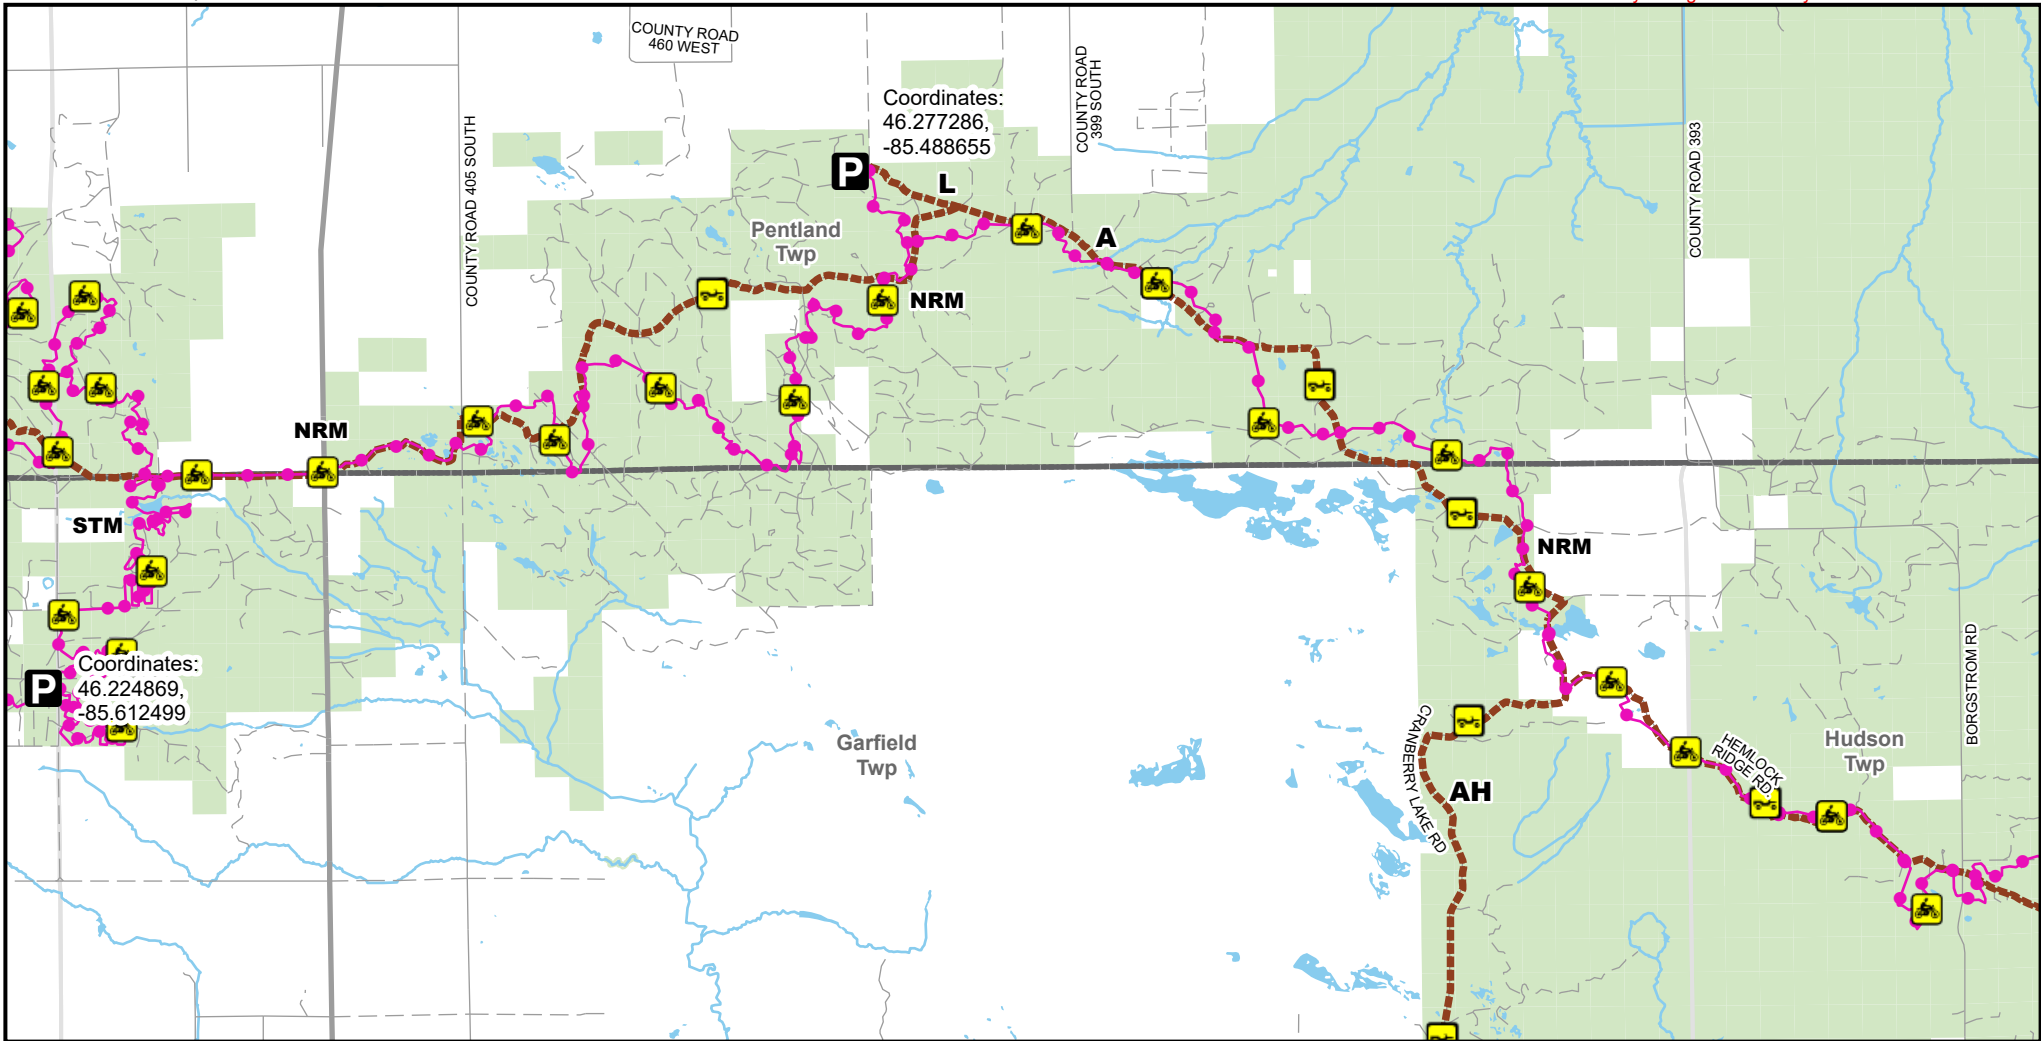 COUNTY ROAD
460 WEST
COUNTY ROAD
399 SOUTH
Coordinates:
46.277286,
-85.488655
COUNTY ROAD 405 SOUTH
COUNTY ROAD 393
P
L
Pentland
Twp
A
NRM
NRM
STM
NRM
P
Coordinates:
46.224869,
-85.612499
Garfield
Twp
CRANBERRY LAKE RD
AH
HEMLOCK
RIDGE RD.
Hudson
Twp
BORGSTROM RD